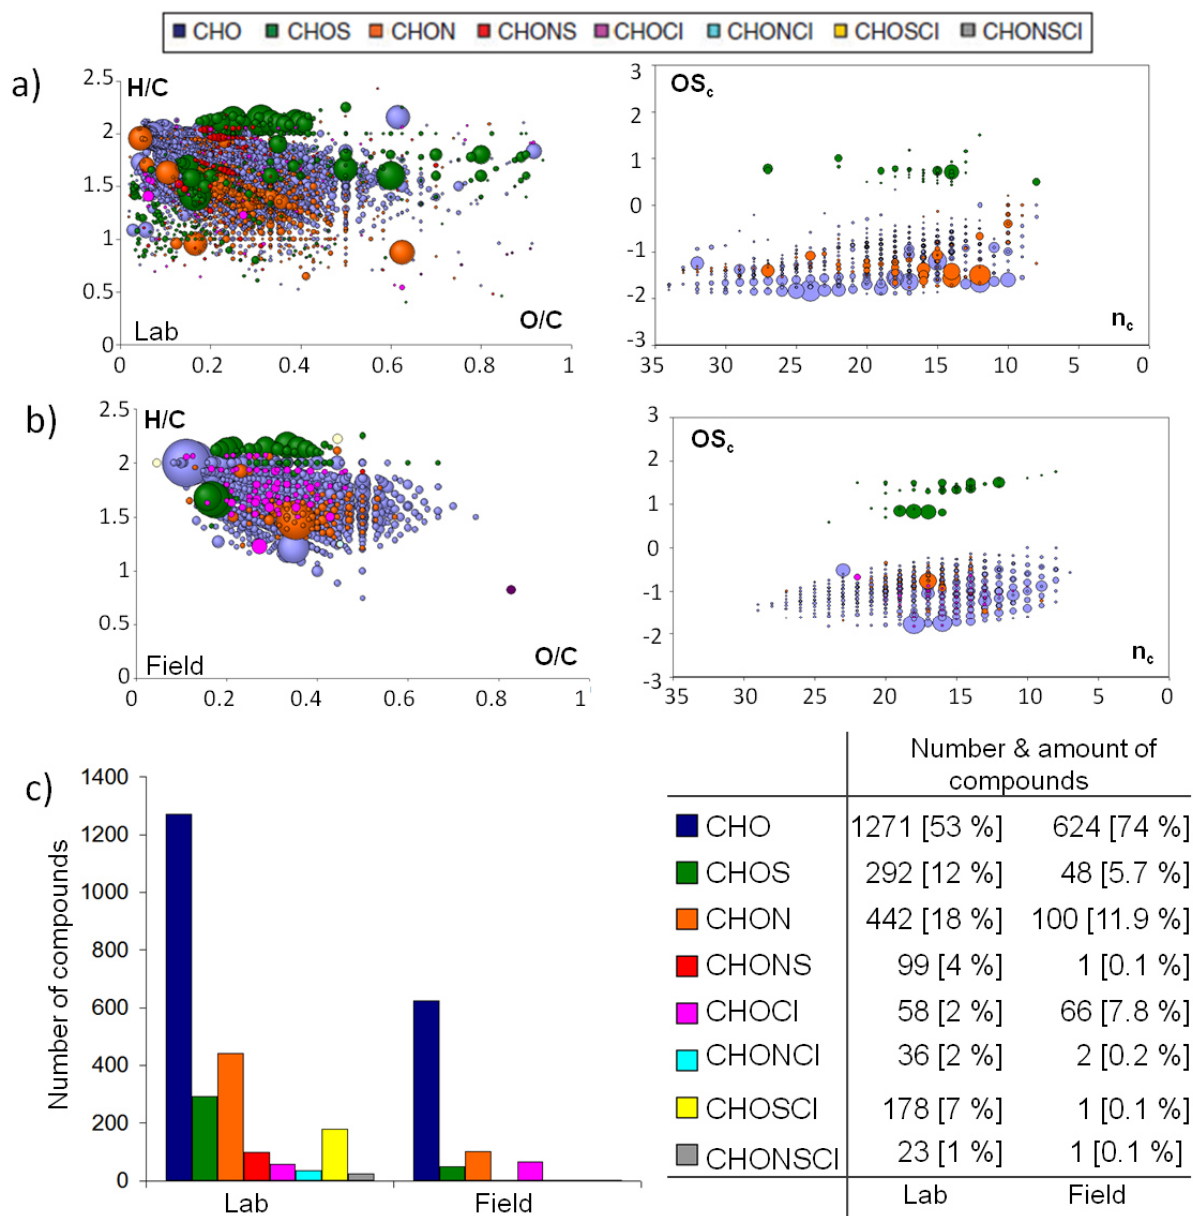 CHO CHOS CHON CHONS CHOCl CHONCl CHOSCl CHONSCl
a)
H/C
2.5
2
1.5
1
0.5
0
Lab
O/C
0 0.2 0.4 0.6 0.8 1
OSc
3
2
1
0
-1
-2
-3
nc
35 30 25 20 15 10 5 0
b)
H/C
2.5
2
1.5
1
0.5
0
Field
O/C
0 0.2 0.4 0.6 0.8 1
OSc
3
2
1
0
-1
-2
-3
nc
35 30 25 20 15 10 5 0
c)
Number of compounds
1400
1200
1000
800
600
400
200
0
Lab Field
Number & amount of
compounds
CHO 1271 [53 %] 624 [74 %]
CHOS 292 [12 %] 48 [5.7 %]
CHON 442 [18 %] 100 [11.9 %]
CHONS 99 [4 %] 1 [0.1 %]
CHOCl 58 [2 %] 66 [7.8 %]
CHONCl 36 [2 %] 2 [0.2 %]
CHOSCl 178 [7 %] 1 [0.1 %]
CHONSCl 23 [1 %] 1 [0.1 %]
Lab Field